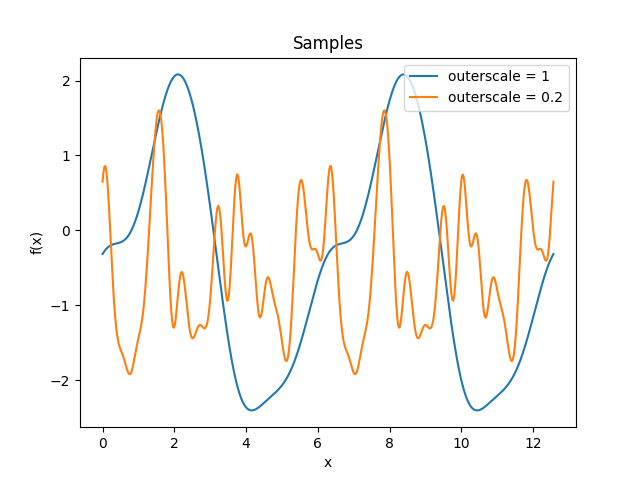 Samples
outerscale = 1
outerscale = 0.2
f(x)
2
1
0
−1
−2
0 2 4 6 8 10 12
x